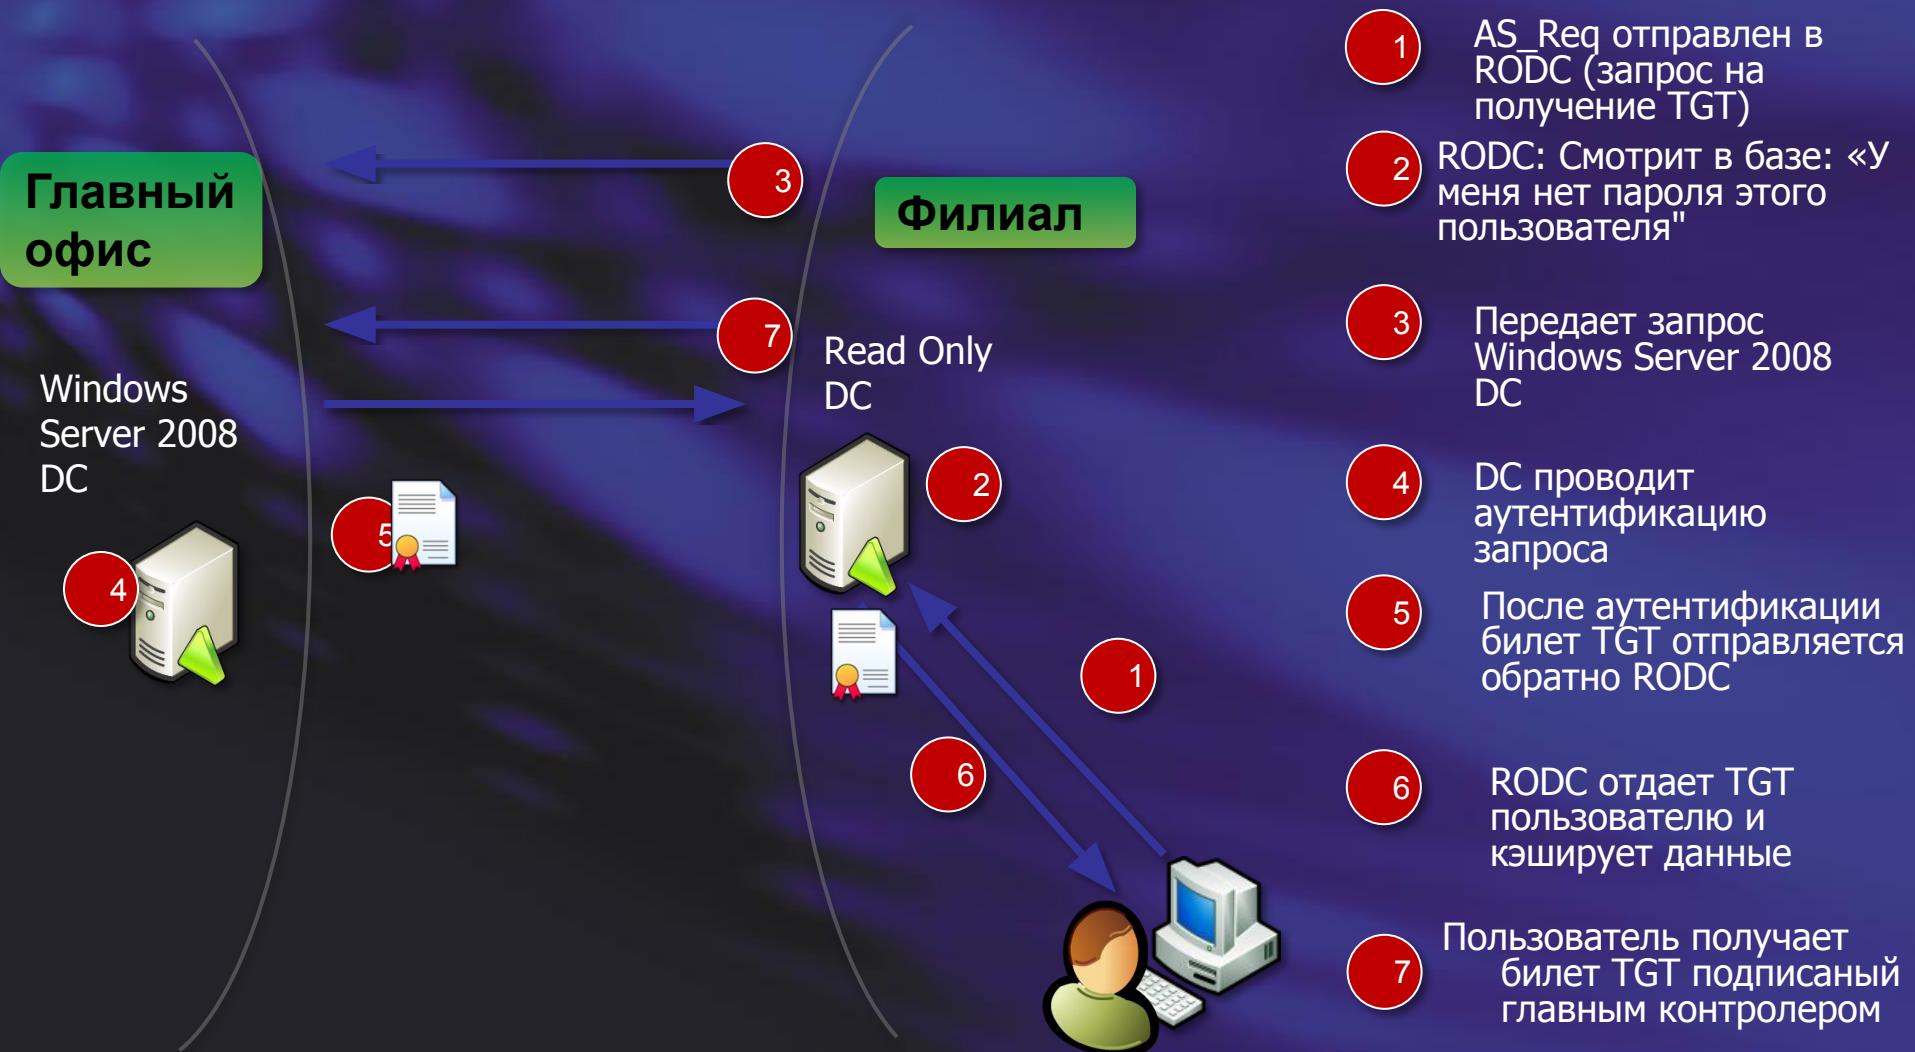 Главный
офис
Windows
Server 2008
DC
4
3
7
5
Филиал
Read Only
DC
2
1
6
1
AS_Req отправлен в
RODC (запрос на
получение TGT)
2
RODC: Смотрит в базе: «У
меня нет пароля этого
пользователя"
3
Передает запрос
Windows Server 2008
DC
4
DC проводит
аутентификацию
запроса
5
После аутентификации
билет TGT отправляется
обратно RODC
6
RODC отдает TGT
пользователю и
кэширует данные
7
Пользователь получает
билет TGT подписаный
главным контролером